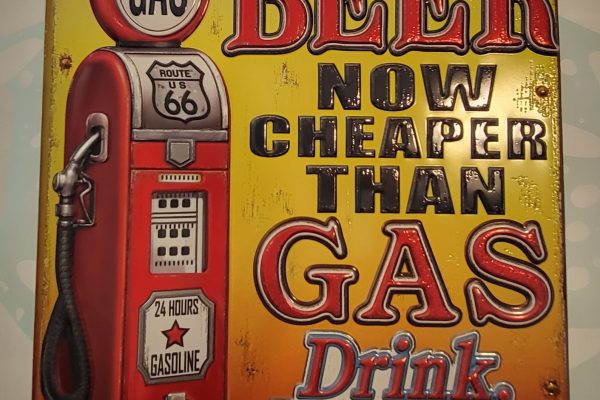 GAS
ROUTE
US
66
24 HOURS
GASOLINE
BEER
NOW
CHEAPER
THAN
GAS
Drink.